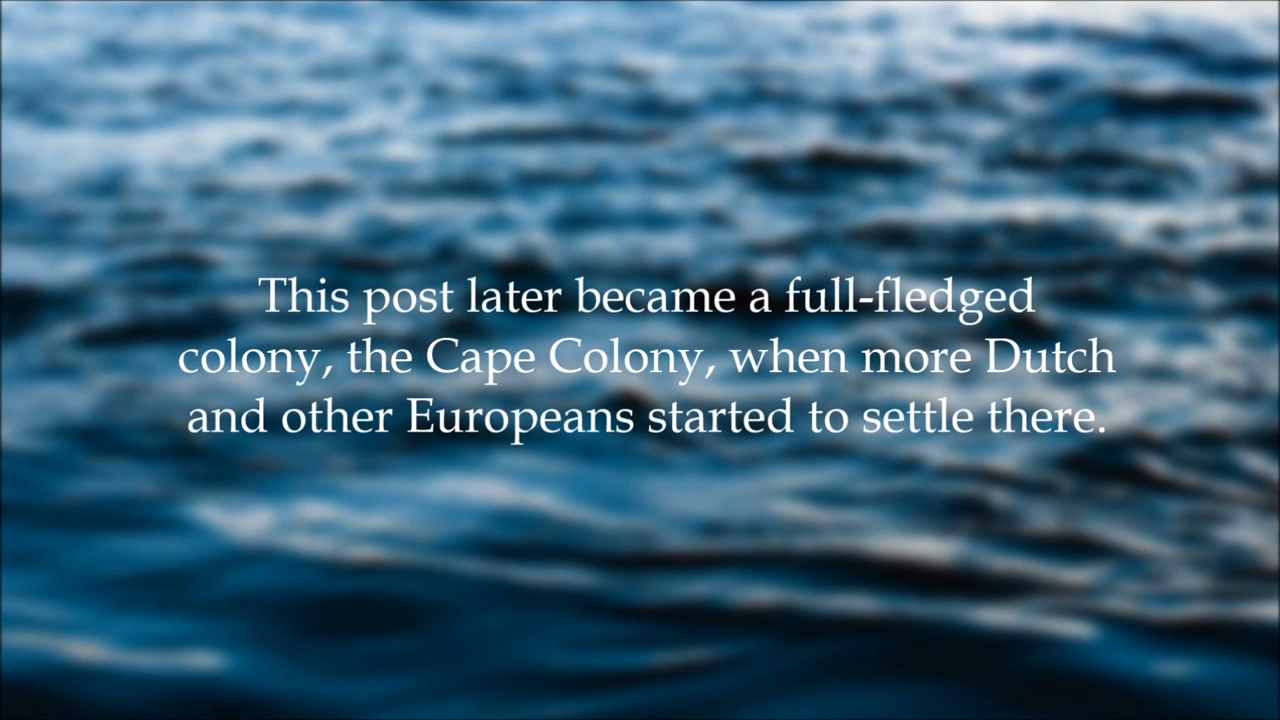 This post later became a full-fledged
colony, the Cape Colony, when more Dutch
and other Europeans started to settle there.